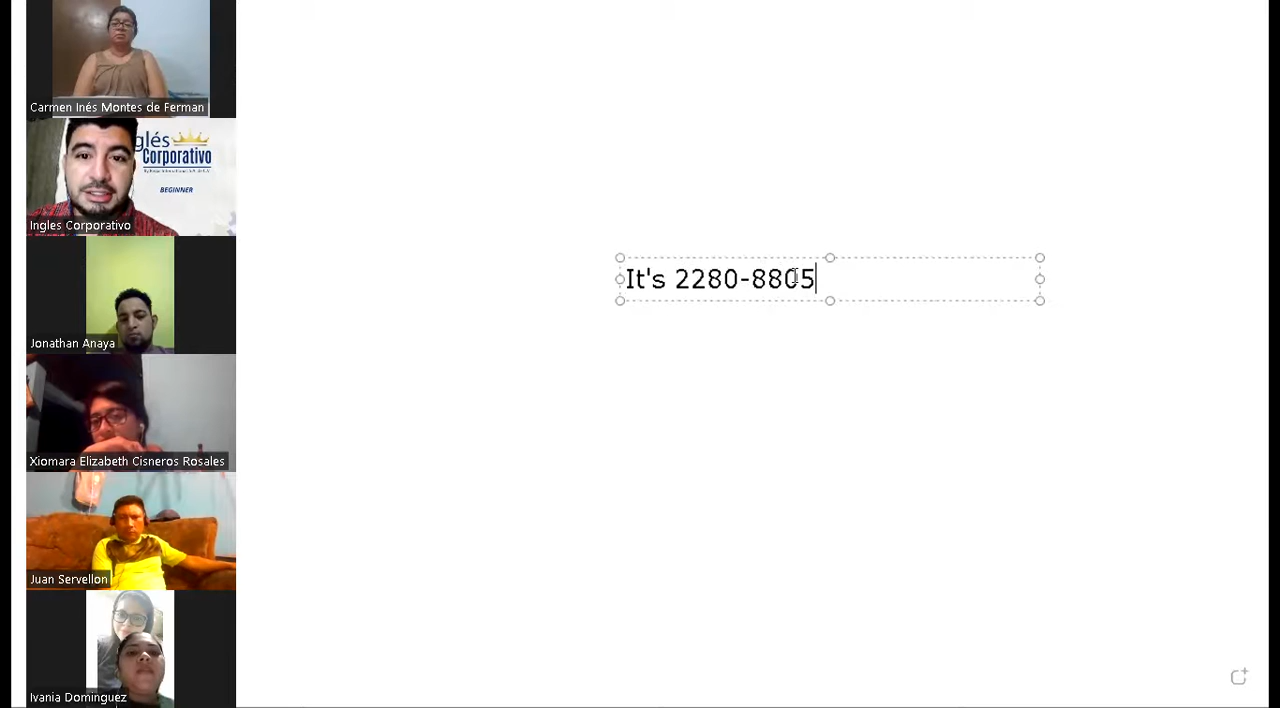 Carmen Inés Montes de Ferman
glés
Corporativo
BEGINNER
Ingles Corporativo
Jonathan Anaya
Xiomara Elizabeth Cisneros Rosales
Juan Servellon
Ivania Dominguez
It's 2280-8805